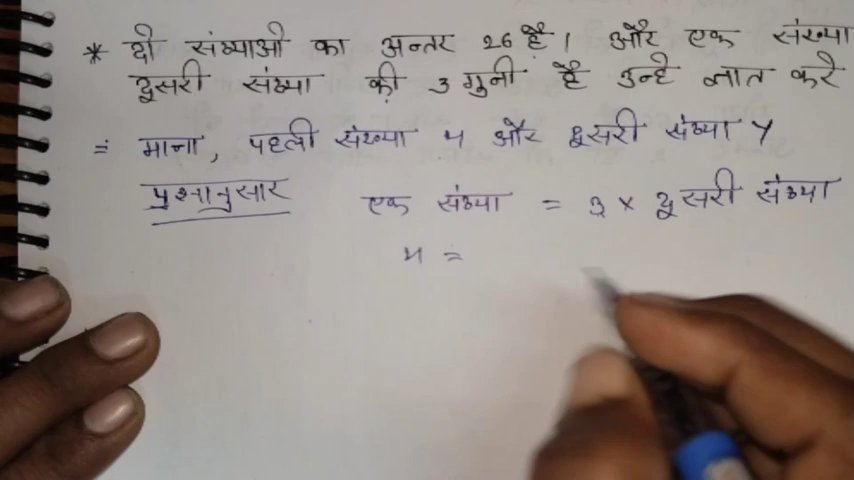 * दो संख्याओ का अन्तर 26 है। और एक संख्या
दूसरी संख्या की 3 गुनी है उन्हे ज्ञात करे
= माना, पहली संख्या x और दूसरी संख्या y
प्रश्नानुसार एक संख्या = 3 x दूसरी संख्या
x =